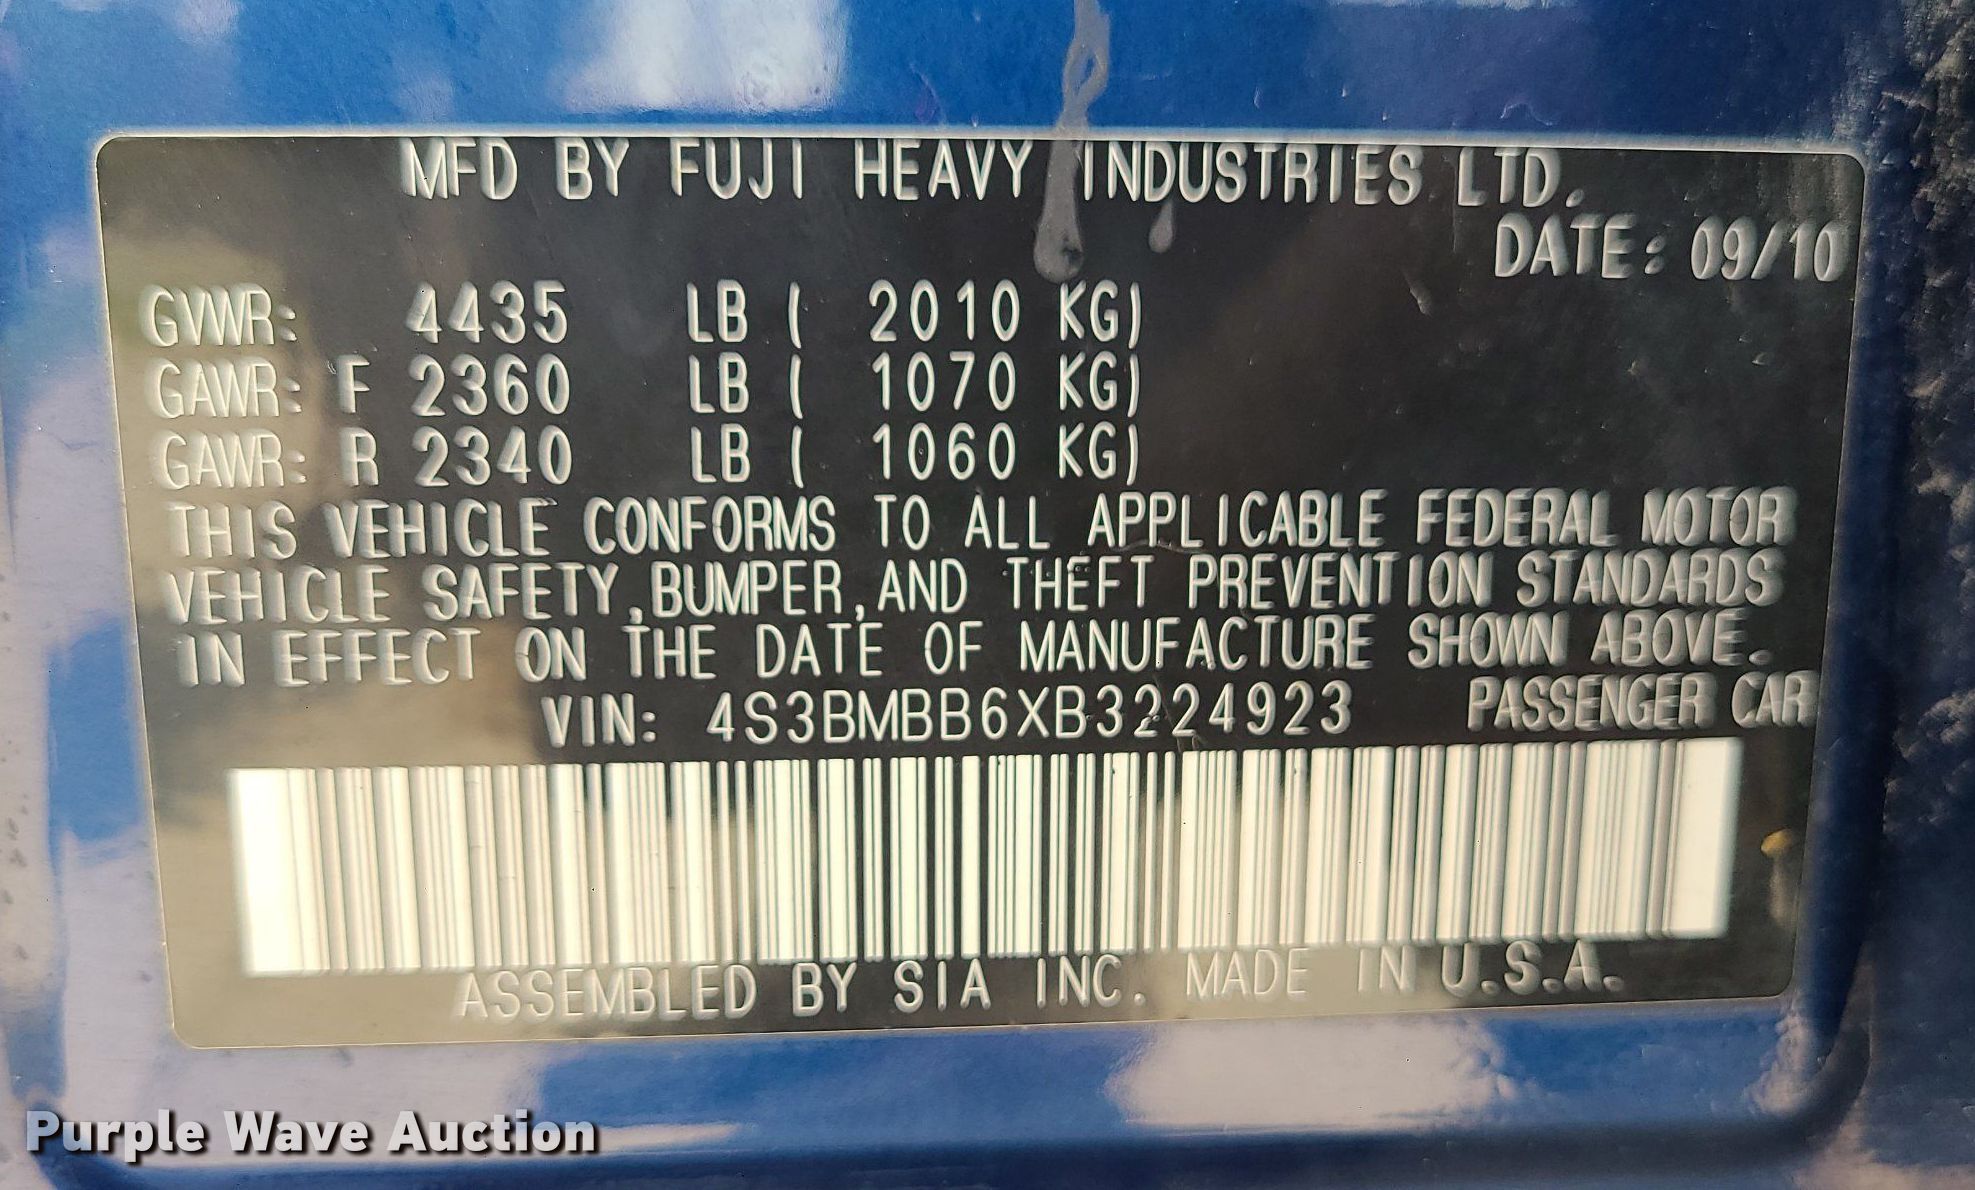 MFD BY FUJI HEAVY INDUSTRIES LTD.
DATE: 09/10
GVWR: 4435 LB ( 2010 KG)
GAWR: F 2360 LB ( 1070 KG)
GAWR: R 2340 LB ( 1060 KG)
THIS VEHICLE CONFORMS TO ALL APPLICABLE FEDERAL MOTOR
VEHICLE SAFETY,BUMPER,AND THEFT PREVENTION STANDARDS
IN EFFECT ON THE DATE OF MANUFACTURE SHOWN ABOVE.
VIN: 4S3BMBB6XB3224923 PASSENGER CAR
ASSEMBLED BY SIA INC. MADE IN U.S.A.
Purple Wave Auction